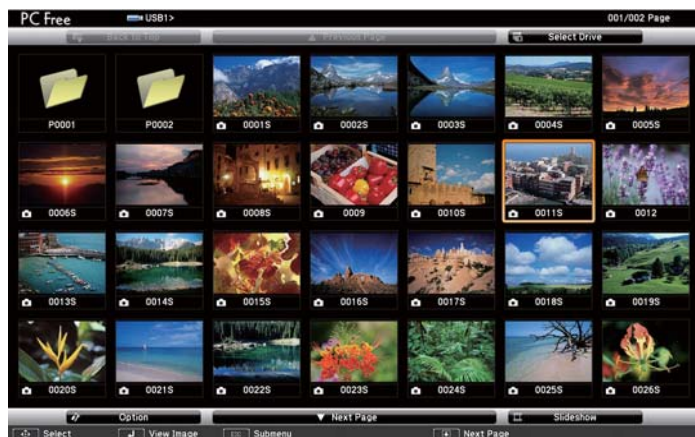 PC Free USB1> 001/002 Page
Back to Top Previous Page Select Drive
P0001 P0002 0001S 0002S 0003S 0004S 0005S
0006S 0007S 0008S 0009 0010S 0011S 0012
0013S 0014S 0015S 0016S 0017S 0018S 0019S
0020S 0021S 0022S 0023S 0024S 0025S 0026S
Option Next Page Slideshow
Select View Image Submenu Next Page